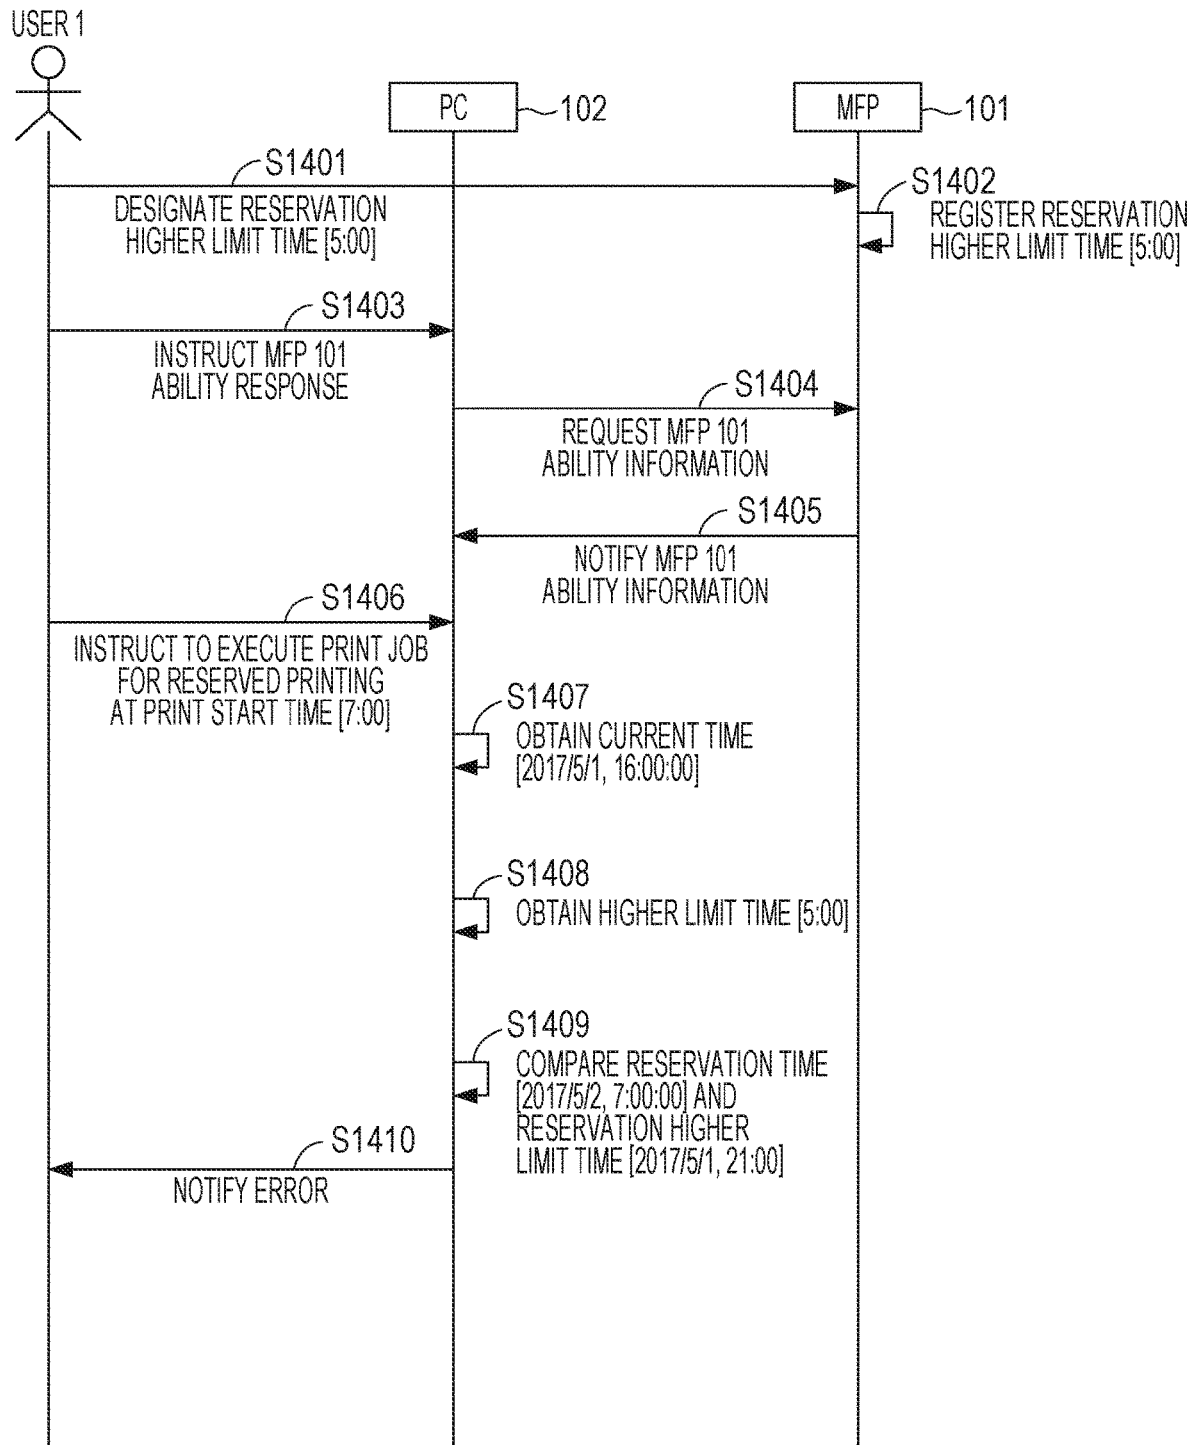 USER 1
PC
102
MFP
101
S1401
DESIGNATE RESERVATION
HIGHER LIMIT TIME [5:00]
S1402
REGISTER RESERVATION
HIGHER LIMIT TIME [5:00]
S1403
INSTRUCT MFP 101
ABILITY RESPONSE
S1404
REQUEST MFP 101
ABILITY INFORMATION
S1405
NOTIFY MFP 101
ABILITY INFORMATION
S1406
INSTRUCT TO EXECUTE PRINT JOB
FOR RESERVED PRINTING
AT PRINT START TIME [7:00]
S1407
OBTAIN CURRENT TIME
[2017/5/1, 16:00:00]
S1408
OBTAIN HIGHER LIMIT TIME [5:00]
S1409
COMPARE RESERVATION TIME
[2017/5/2, 7:00:00] AND
RESERVATION HIGHER
LIMIT TIME [2017/5/1, 21:00]
S1410
NOTIFY ERROR